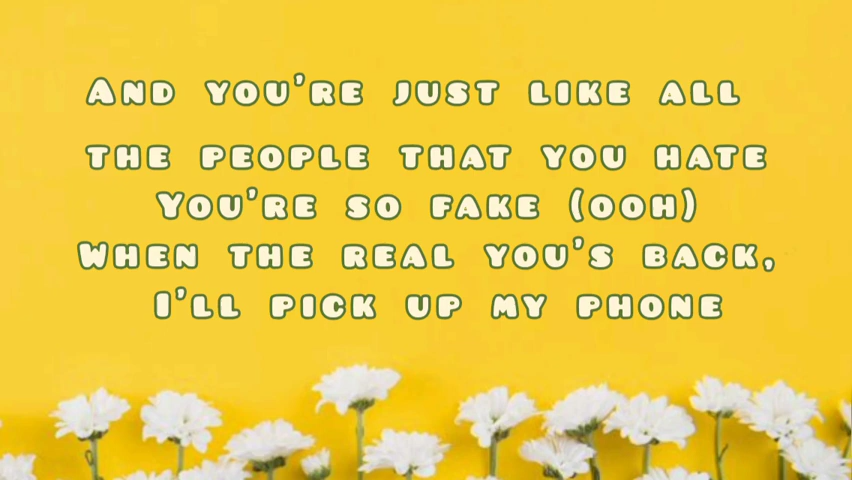 And you're just like all
the people that you hate
You're so fake (ooh)
When the real you's back,
I'll pick up my phone